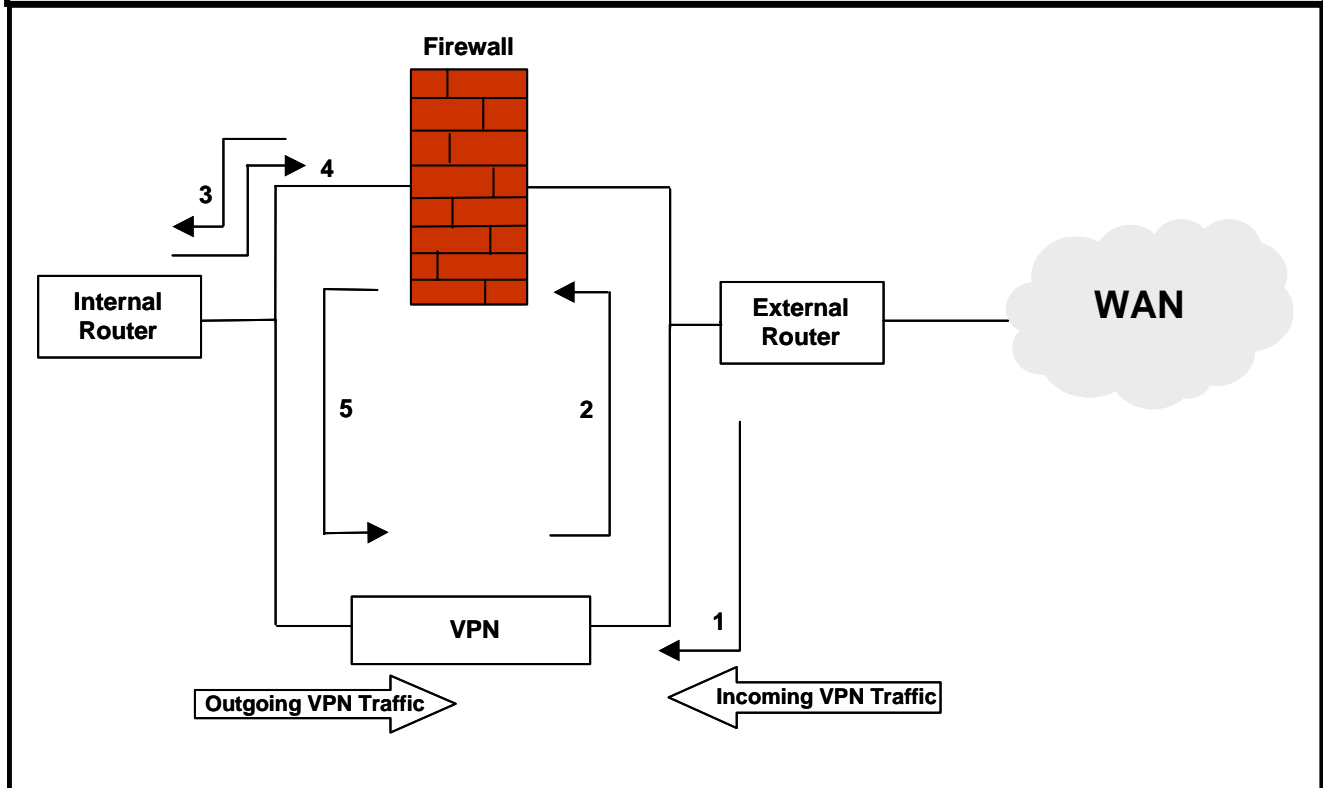 Firewall
4
3
Internal
Router
External
Router
WAN
5
2
1
VPN
Outgoing VPN Traffic
Incoming VPN Traffic